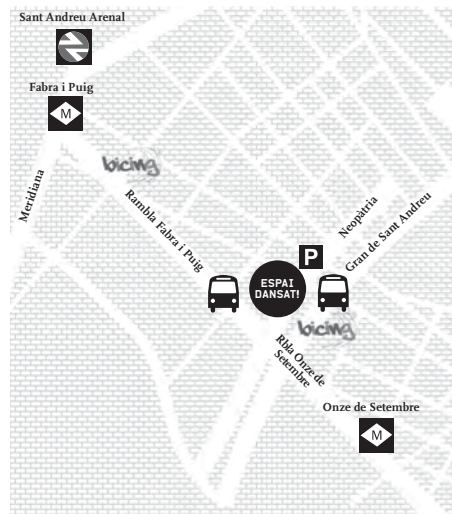 Sant Andreu Arenal
Fabra i Puig
M
bicing
Meridiana
Rambla Fabra i Puig
Neopàtria
Gran de Sant Andreu
P
ESPAI
DANSAT!
bicing
Rbla Onze de
Setembre
Onze de Setembre
M